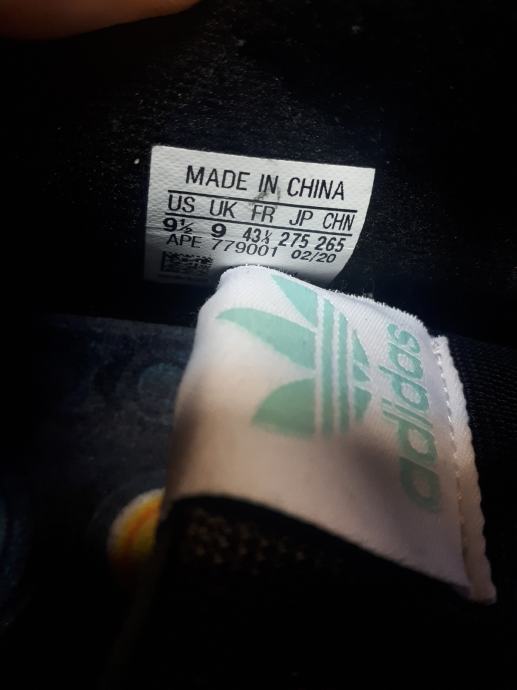 MADE IN CHINA
US UK FR JP CHN
9½ 9 43⅓ 275 265
APE 779001 02/20
adidas